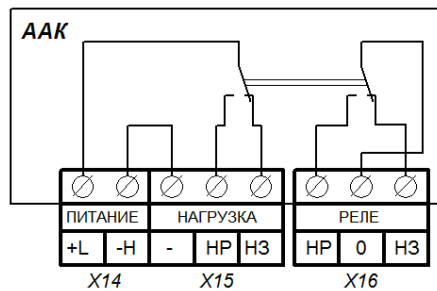 ААК
ПИТАНИЕ НАГРУЗКА РЕЛЕ
+L -Н - НР НЗ НР 0 НЗ
X14 X15 X16